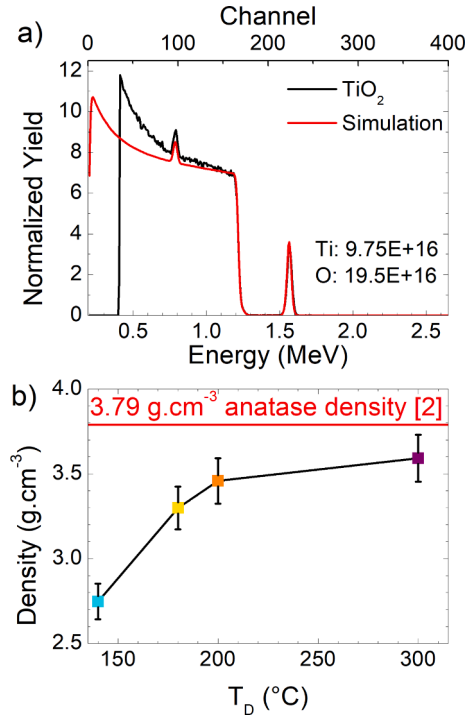 a)
Channel
0 100 200 300 400
12
10
8
6
4
2
0
Normalized Yield
TiO₂
Simulation
Ti: 9.75E+16
O: 19.5E+16
0.5 1.0 1.5 2.0 2.5
Energy (MeV)
b)
4.0
3.5
3.0
2.5
Density (g.cm⁻³)
3.79 g.cm⁻³ anatase density [2]
150 200 250 300
T_D (°C)